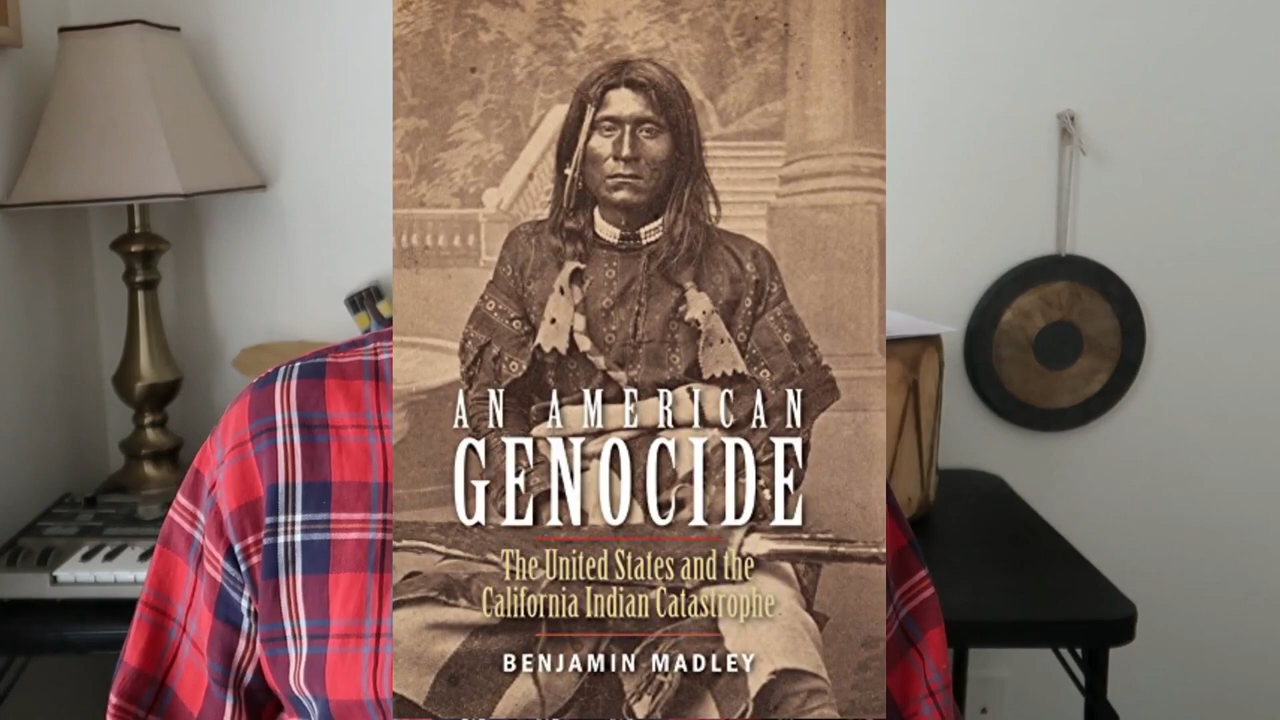 AN AMERICAN
GENOCIDE
The United States and the
California Indian Catastrophe
BENJAMIN MADLEY